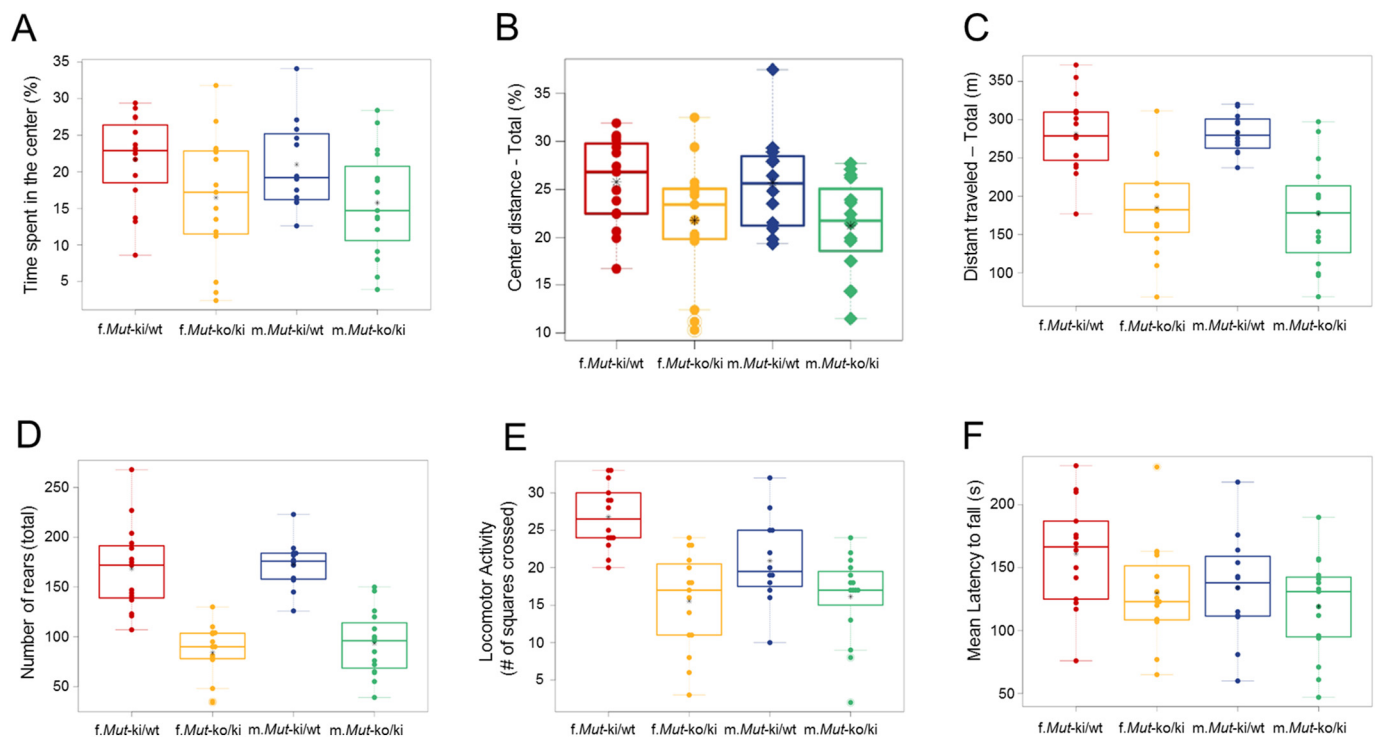 A
Time spent in the center (%)
35
30
25
20
15
10
5
f.Mut-ki/wt f.Mut-ko/ki m.Mut-ki/wt m.Mut-ko/ki
B
Center distance - Total (%)
35
30
25
20
15
10
f.Mut-ki/wt f.Mut-ko/ki m.Mut-ki/wt m.Mut-ko/ki
C
Distant traveled – Total (m)
350
300
250
200
150
100
f.Mut-ki/wt f.Mut-ko/ki m.Mut-ki/wt m.Mut-ko/ki
D
Number of rears (total)
250
200
150
100
50
f.Mut-ki/wt f.Mut-ko/ki m.Mut-ki/wt m.Mut-ko/ki
E
Locomotor Activity
(# of squares crossed)
30
25
20
15
10
5
f.Mut-ki/wt f.Mut-ko/ki m.Mut-ki/wt m.Mut-ko/ki
F
Mean Latency to fall (s)
200
150
100
50
f.Mut-ki/wt f.Mut-ko/ki m.Mut-ki/wt m.Mut-ko/ki